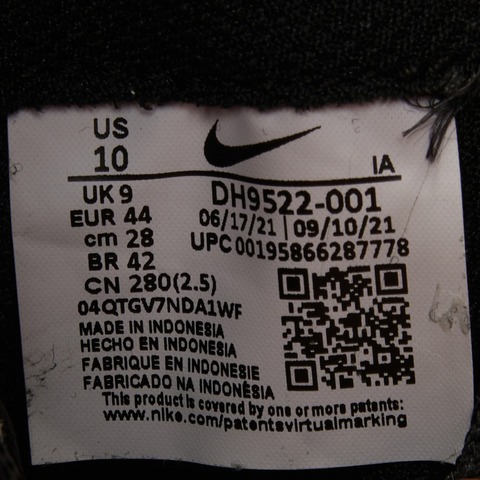 US
10
IA
UK 9
DH9522-001
EUR 44
06/17/21 | 09/10/21
cm 28
UPC 00195866287778
BR 42
CN 280(2.5)
04QTGV7NDA1WF
MADE IN INDONESIA
HECHO EN INDONESIA
FABRIQUE EN INDONESIE
FABRICADO NA INDONÉSIA
This product is covered by one or more patents:
www.nike.com/patentsvirtualmarking